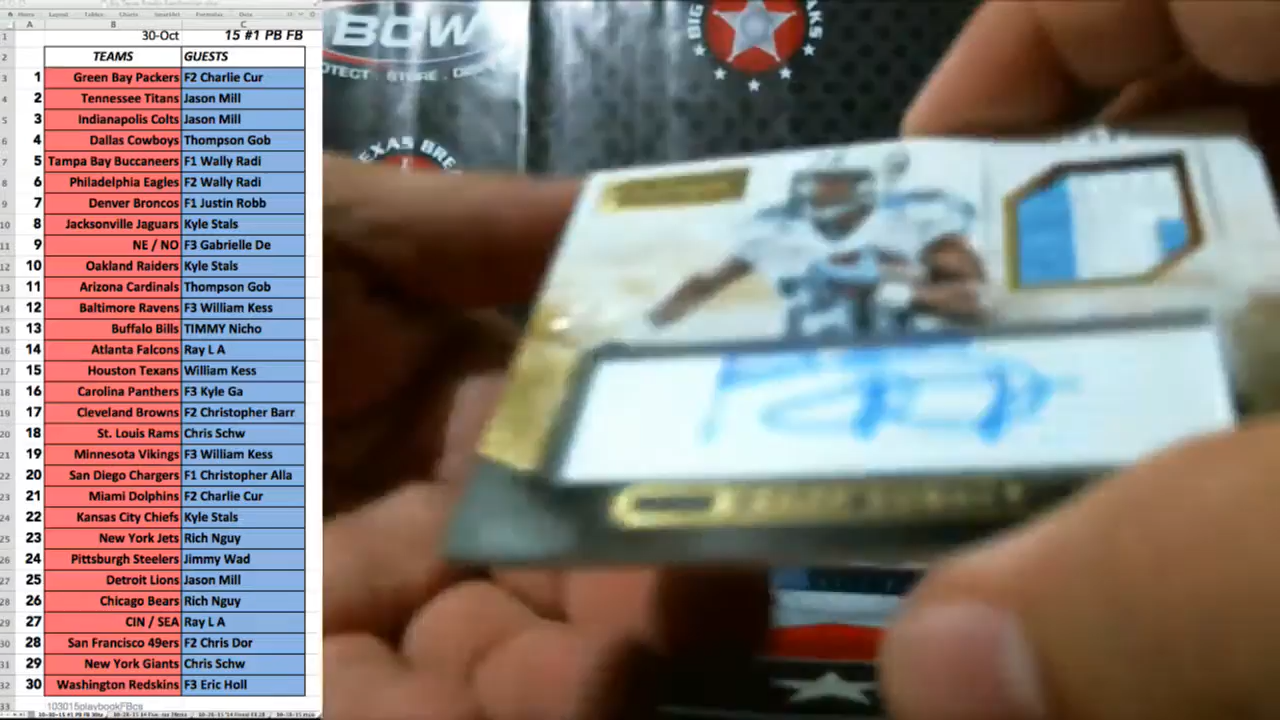 30-Oct 15 #1 PB FB
TEAMS GUESTS
1 Green Bay Packers F2 Charlie Cur
2 Tennessee Titans Jason Mill
3 Indianapolis Colts Jason Mill
4 Dallas Cowboys Thompson Gob
5 Tampa Bay Buccaneers F1 Wally Radi
6 Philadelphia Eagles F2 Wally Radi
7 Denver Broncos F1 Justin Robb
8 Jacksonville Jaguars Kyle Stals
9 NE / NO F3 Gabrielle De
10 Oakland Raiders Kyle Stals
11 Arizona Cardinals Thompson Gob
12 Baltimore Ravens F3 William Kess
13 Buffalo Bills TIMMY Nicho
14 Atlanta Falcons Ray L A
15 Houston Texans William Kess
16 Carolina Panthers F3 Kyle Ga
17 Cleveland Browns F2 Christopher Barr
18 St. Louis Rams Chris Schw
19 Minnesota Vikings F3 William Kess
20 San Diego Chargers F1 Christopher Alla
21 Miami Dolphins F2 Charlie Cur
22 Kansas City Chiefs Kyle Stals
23 New York Jets Rich Nguy
24 Pittsburgh Steelers Jimmy Wad
25 Detroit Lions Jason Mill
26 Chicago Bears Rich Nguy
27 CIN / SEA Ray L A
28 San Francisco 49ers F2 Chris Dor
29 New York Giants Chris Schw
30 Washington Redskins F3 Eric Holl
103015playbookFBcs
BCW
STORE
BIG
EXAS BRE